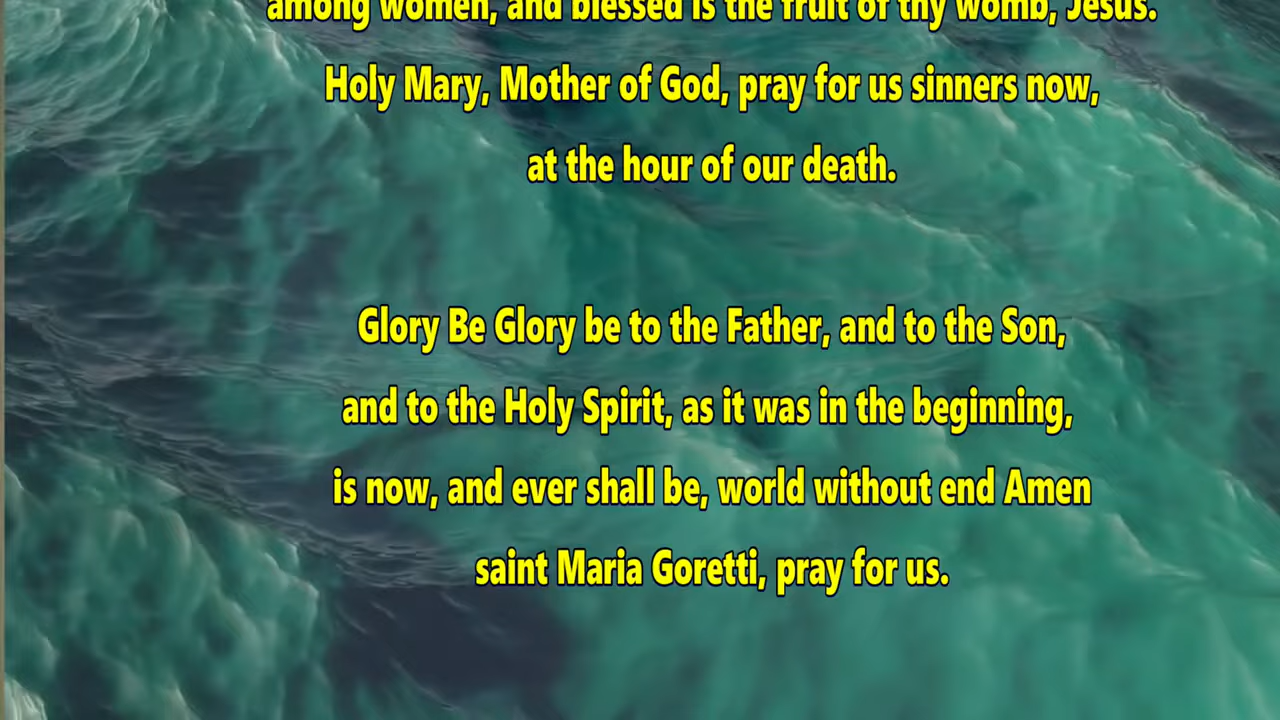 among women, and blessed is the fruit of thy womb, Jesus.
Holy Mary, Mother of God, pray for us sinners now,
at the hour of our death.
Glory Be Glory be to the Father, and to the Son,
and to the Holy Spirit, as it was in the beginning,
is now, and ever shall be, world without end Amen
saint Maria Goretti, pray for us.